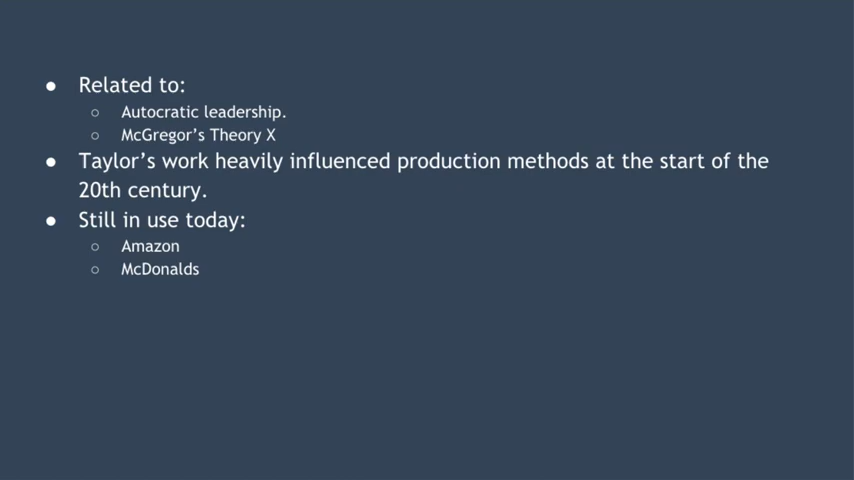 ● Related to:
○ Autocratic leadership.
○ McGregor's Theory X
● Taylor's work heavily influenced production methods at the start of the
20th century.
● Still in use today:
○ Amazon
○ McDonalds